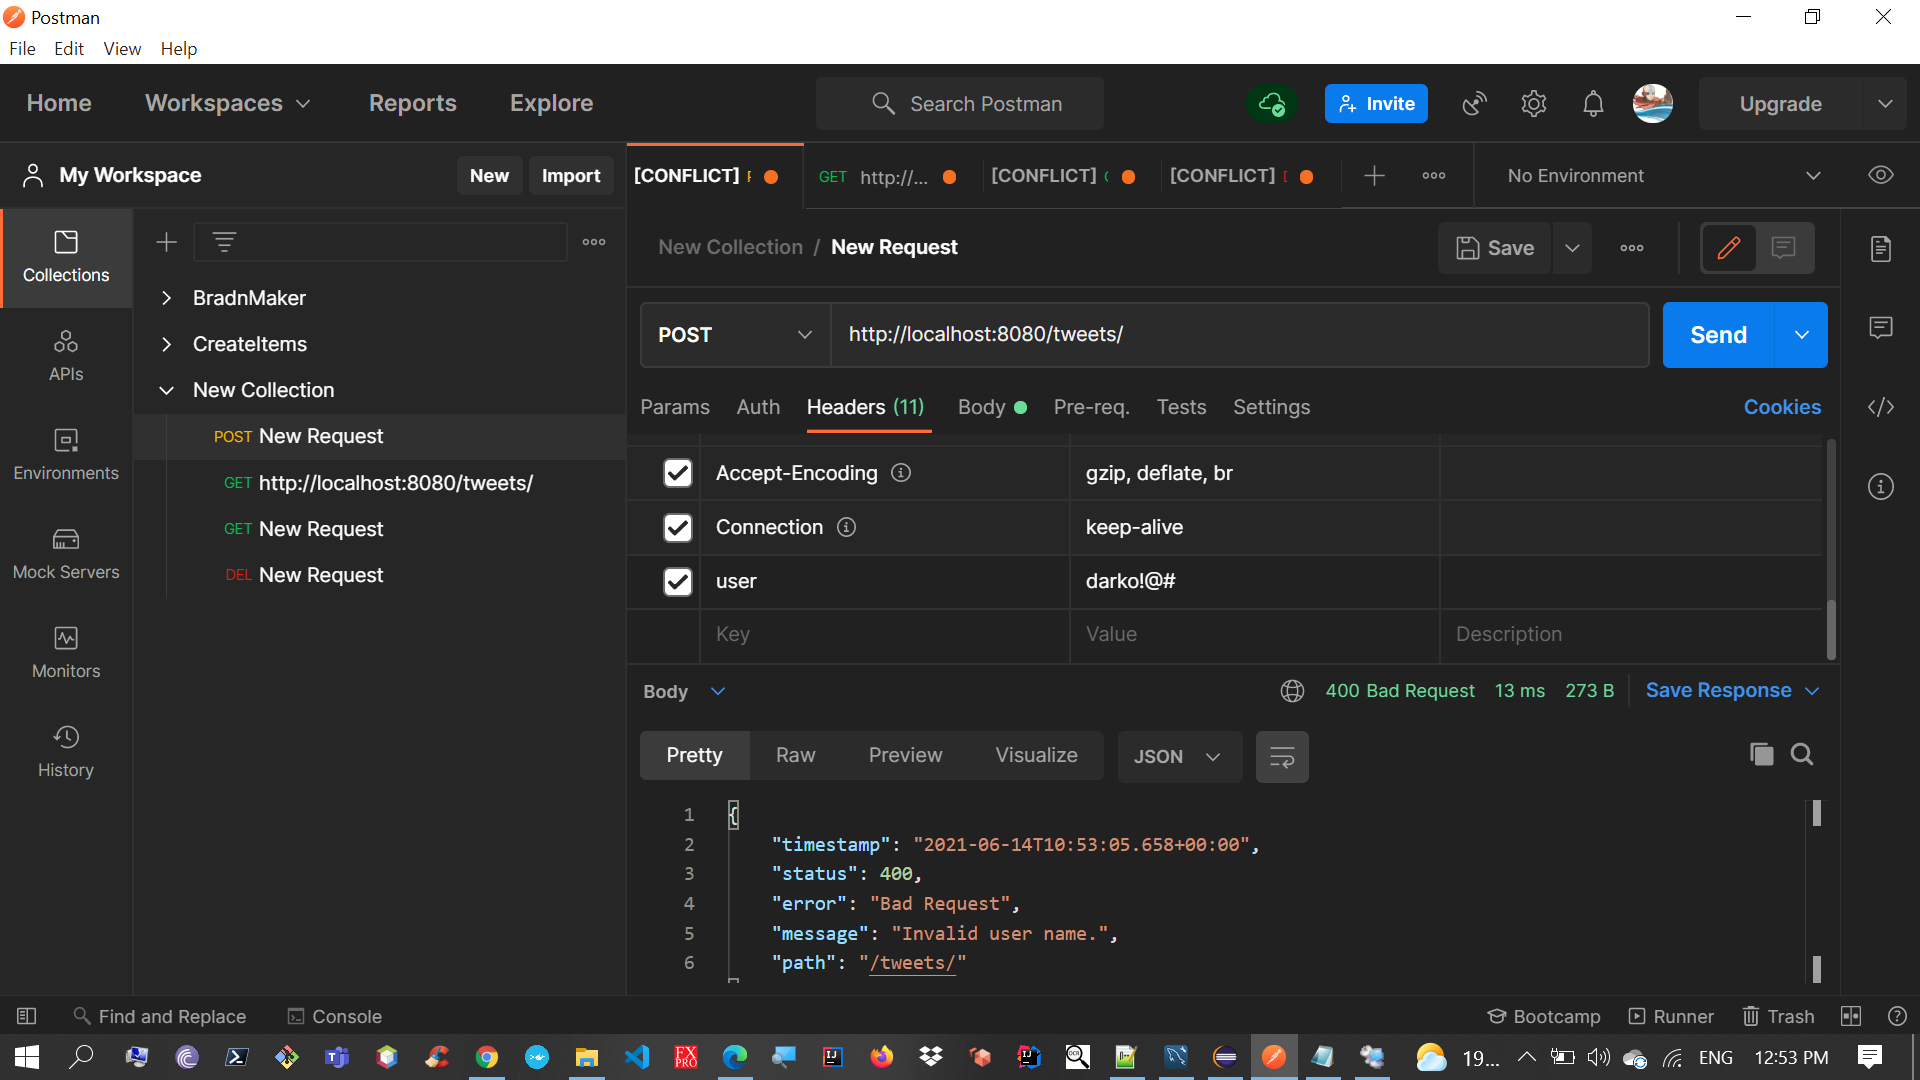 Postman
File Edit View Help
Home Workspaces Reports Explore Search Postman Invite Upgrade
My Workspace New Import
[CONFLICT] GET http://... [CONFLICT] [CONFLICT] No Environment
Collections
APIs
Environments
Mock Servers
Monitors
History
BradnMaker
CreateItems
New Collection
POST New Request
GET http://localhost:8080/tweets/
GET New Request
DEL New Request
New Collection / New Request Save
POST http://localhost:8080/tweets/ Send
Params Auth Headers (11) Body Pre-req. Tests Settings Cookies
Accept-Encoding gzip, deflate, br
Connection keep-alive
user darko!@#
Key Value Description
Body 400 Bad Request 13 ms 273 B Save Response
Pretty Raw Preview Visualize JSON
1 {
2 "timestamp": "2021-06-14T10:53:05.658+00:00",
3 "status": 400,
4 "error": "Bad Request",
5 "message": "Invalid user name.",
6 "path": "/tweets/"
Find and Replace Console Bootcamp Runner Trash
19... ENG 12:53 PM